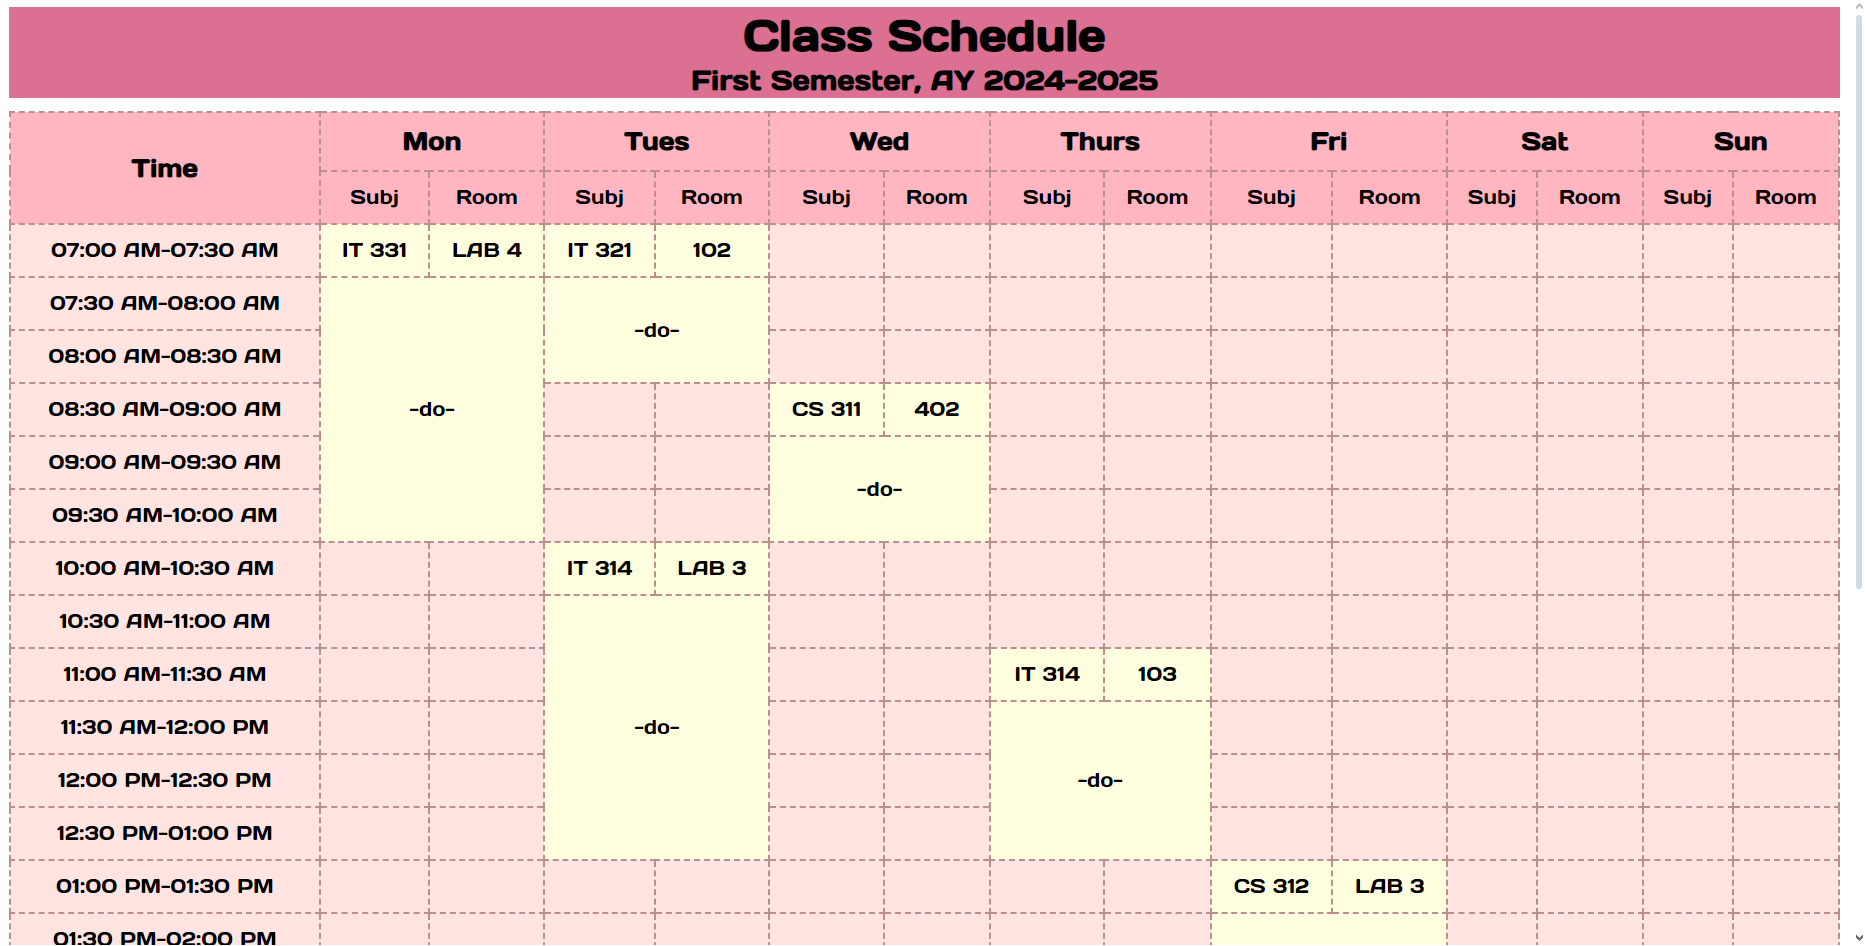 Class Schedule
First Semester, AY 2024-2025
Time Mon Tues Wed Thurs Fri Sat Sun
Subj Room Subj Room Subj Room Subj Room Subj Room Subj Room Subj Room
07:00 AM-07:30 AM IT 331 LAB 4 IT 321 102
07:30 AM-08:00 AM
-do-
08:00 AM-08:30 AM
08:30 AM-09:00 AM -do- CS 311 402
09:00 AM-09:30 AM
-do-
09:30 AM-10:00 AM
10:00 AM-10:30 AM IT 314 LAB 3
10:30 AM-11:00 AM
11:00 AM-11:30 AM IT 314 103
11:30 AM-12:00 PM -do-
12:00 PM-12:30 PM -do-
12:30 PM-01:00 PM
01:00 PM-01:30 PM CS 312 LAB 3
01:30 PM-02:00 PM